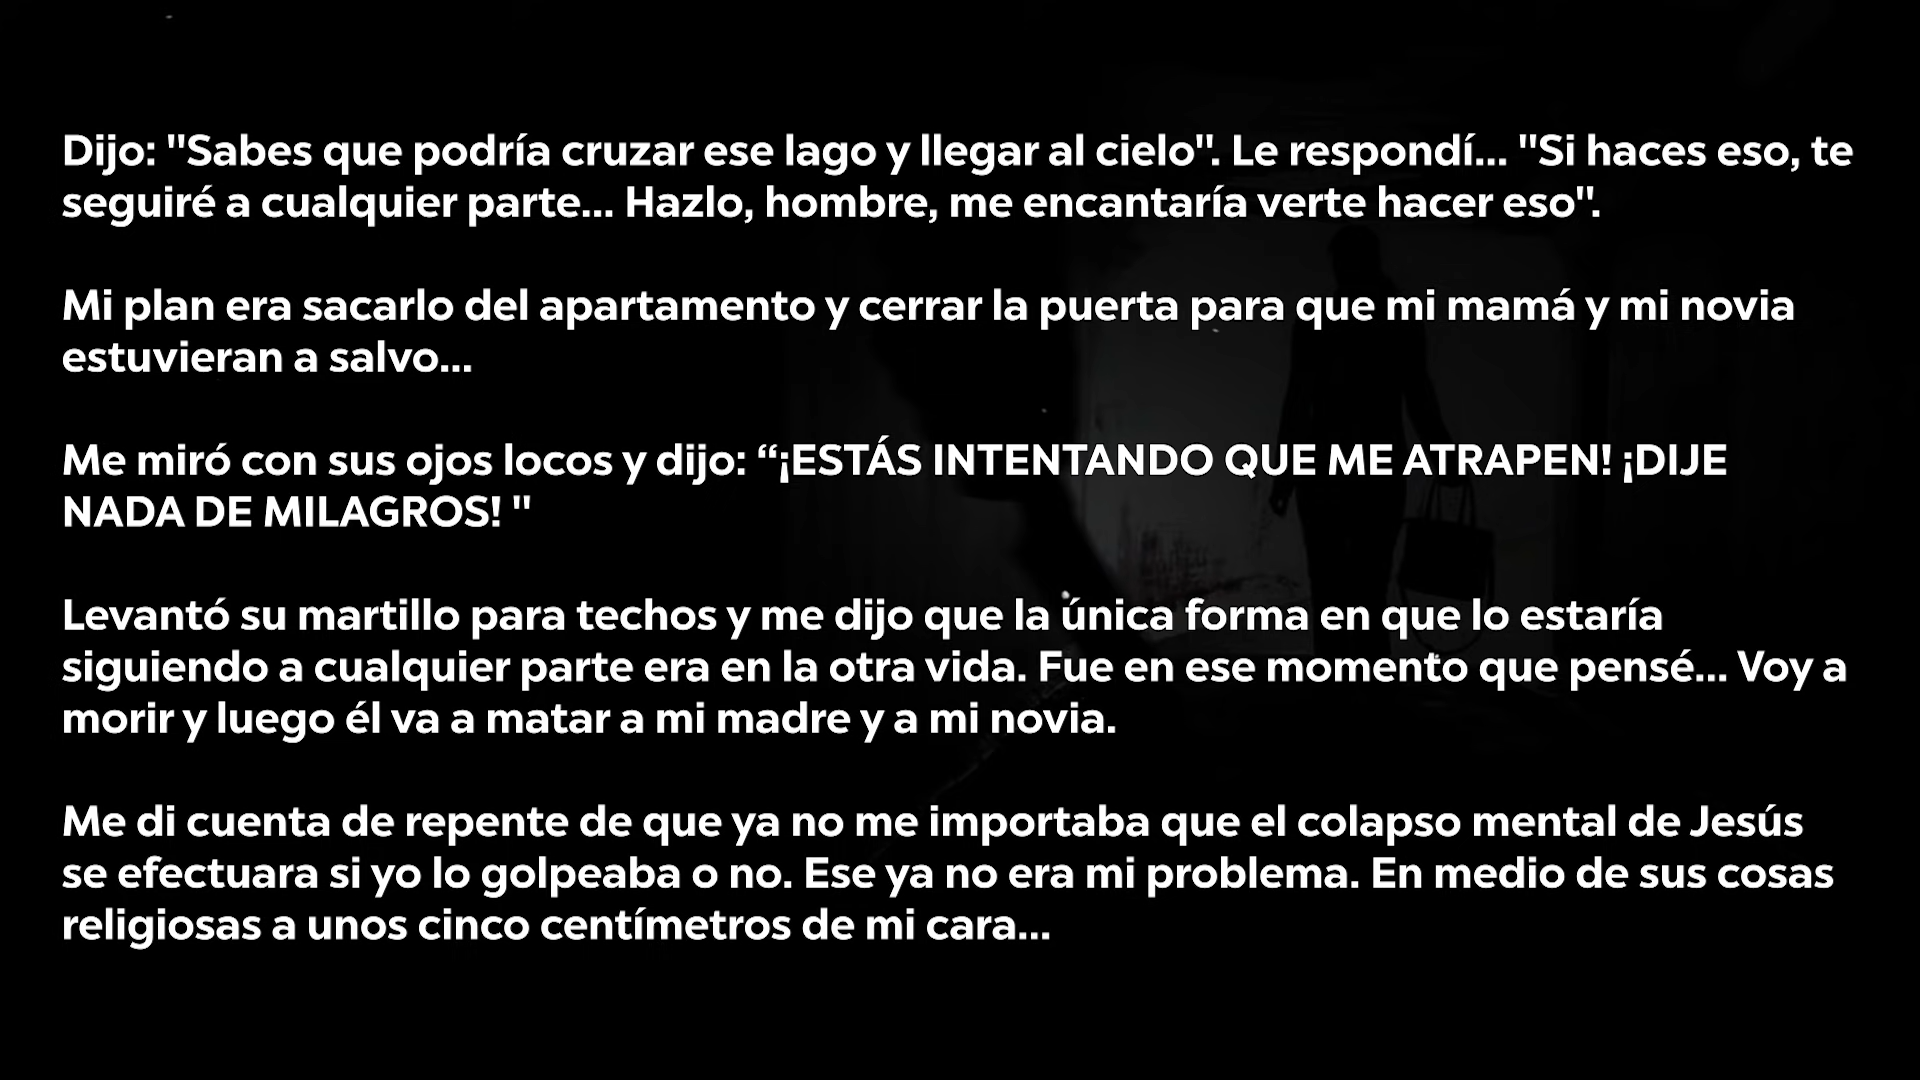 Dijo: "Sabes que podría cruzar ese lago y llegar al cielo". Le respondí... "Si haces eso, te
seguiré a cualquier parte... Hazlo, hombre, me encantaría verte hacer eso".
Mi plan era sacarlo del apartamento y cerrar la puerta para que mi mamá y mi novia
estuvieran a salvo...
Me miró con sus ojos locos y dijo: “¡ESTÁS INTENTANDO QUE ME ATRAPEN! ¡DIJE
NADA DE MILAGROS! "
Levantó su martillo para techos y me dijo que la única forma en que lo estaría
siguiendo a cualquier parte era en la otra vida. Fue en ese momento que pensé... Voy a
morir y luego él va a matar a mi madre y a mi novia.
Me di cuenta de repente de que ya no me importaba que el colapso mental de Jesús
se efectuara si yo lo golpeaba o no. Ese ya no era mi problema. En medio de sus cosas
religiosas a unos cinco centímetros de mi cara...